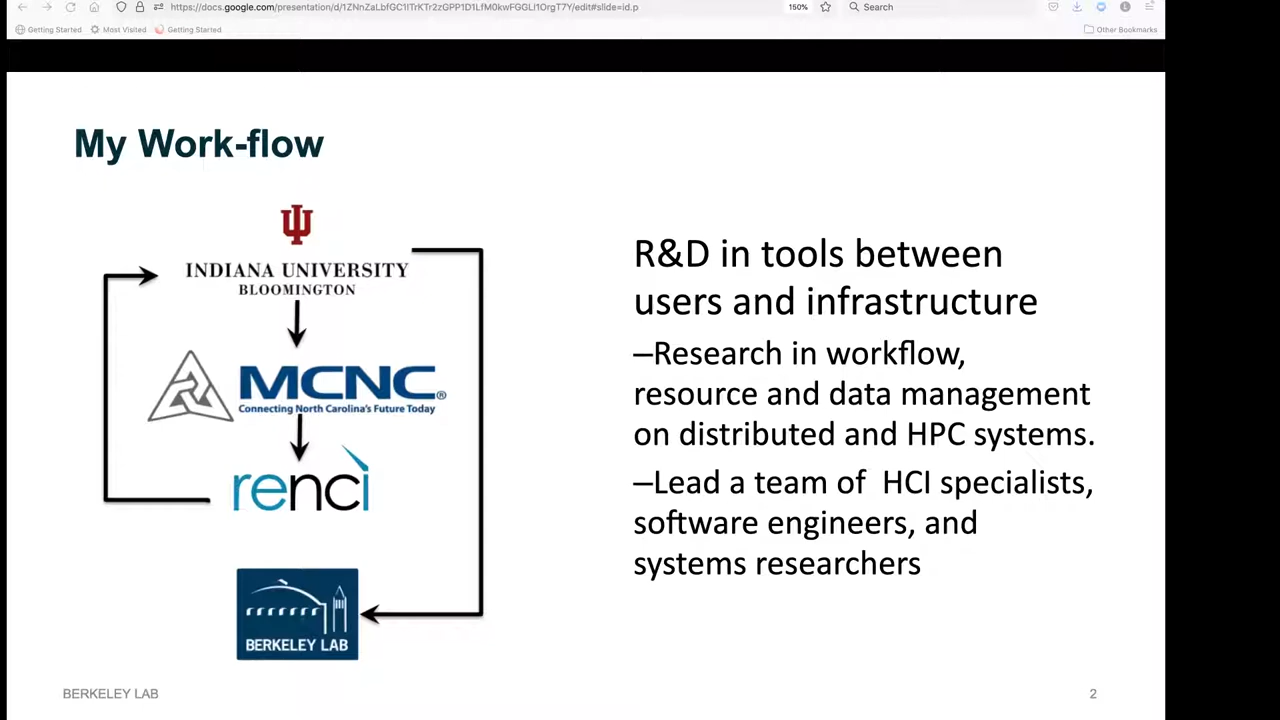 https://docs.google.com/presentation/d/1ZNnZaLbfGC1lTrKTr2zGPP1D1LfM0kwFGGLl1OrgT7Y/edit#slide=id.p
150%
Search
Getting Started
Most Visited
Getting Started
Other Bookmarks
My Work-flow
INDIANA UNIVERSITY
BLOOMINGTON
MCNC®
Connecting North Carolina's Future Today
renci
BERKELEY LAB
R&D in tools between
users and infrastructure
–Research in workflow,
resource and data management
on distributed and HPC systems.
–Lead a team of  HCI specialists,
software engineers, and
systems researchers
BERKELEY LAB
2